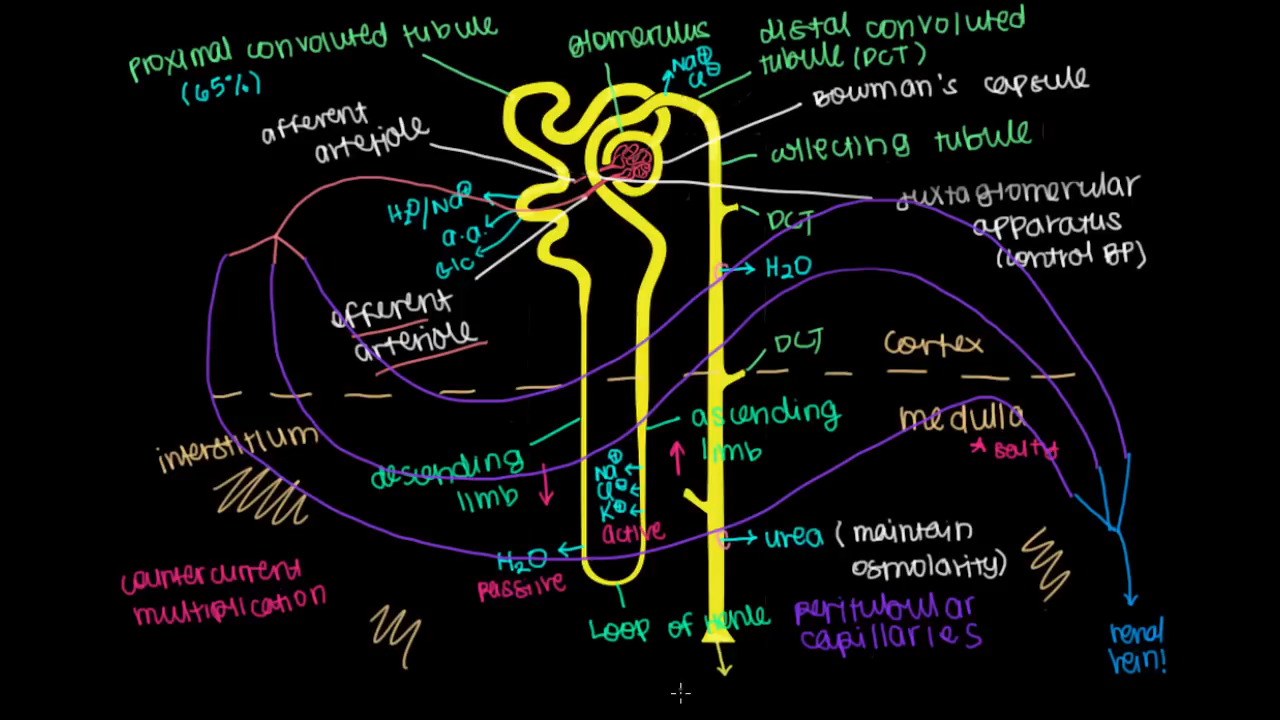 proximal convoluted tubule
(65%)
glomerulus
distal convoluted
tubule (DCT)
Na⊕
Cl⊖
Bowman's capsule
afferent
arteriole
collecting tubule
H2O/Na⊕
a.a.
Glc
juxtaglomerular
apparatus
(control BP)
DCT
H2O
efferent
arteriole
DCT
cortex
medulla
*salty
interstitium
ascending
limb
descending
limb
Na⊕
Cl⊖
K⊕
active
H2O
passive
urea (maintain
osmolarity)
countercurrent
multiplication
Loop of Henle
peritubular
capillaries
renal
vein!